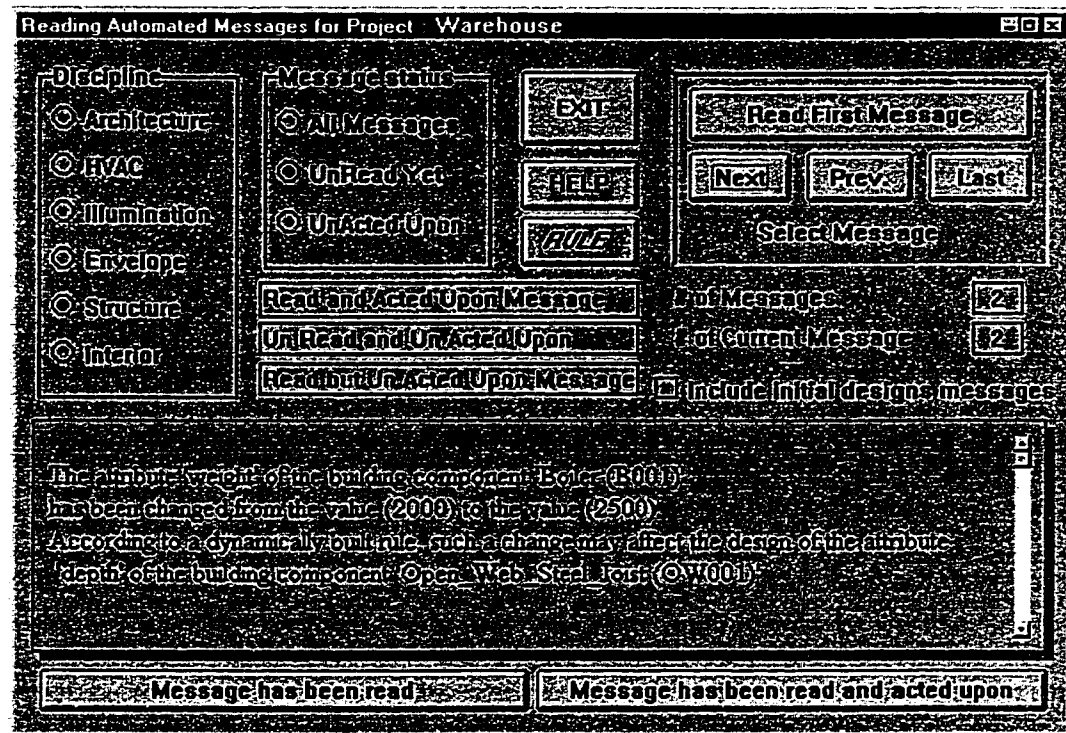 Reading Automated Messages for Project : Warehouse
Discipline
Architecture
HVAC
Illumination
Envelope
Structure
Interior
Message status
All Messages
UnRead Yet
UnActed Upon
EXIT
HELP
RULE
Read First Message
Next
Prev.
Last
Select Message
Read and Acted Upon Messages
Un Read and Un Acted Upon
Read but UnActed Upon Message
# of Messages 2
# of Current Message 2
Include initial designs messages
The attribute weight of the building component Boiler (B001)
has been changed from the value (2000) to the value (2500)
According to a dynamically built rule, such a change may affect the design of the attribute
'depth' of the building component Open_Web_Steel_Joist (OW001)
Message has been read
Message has been read and acted upon